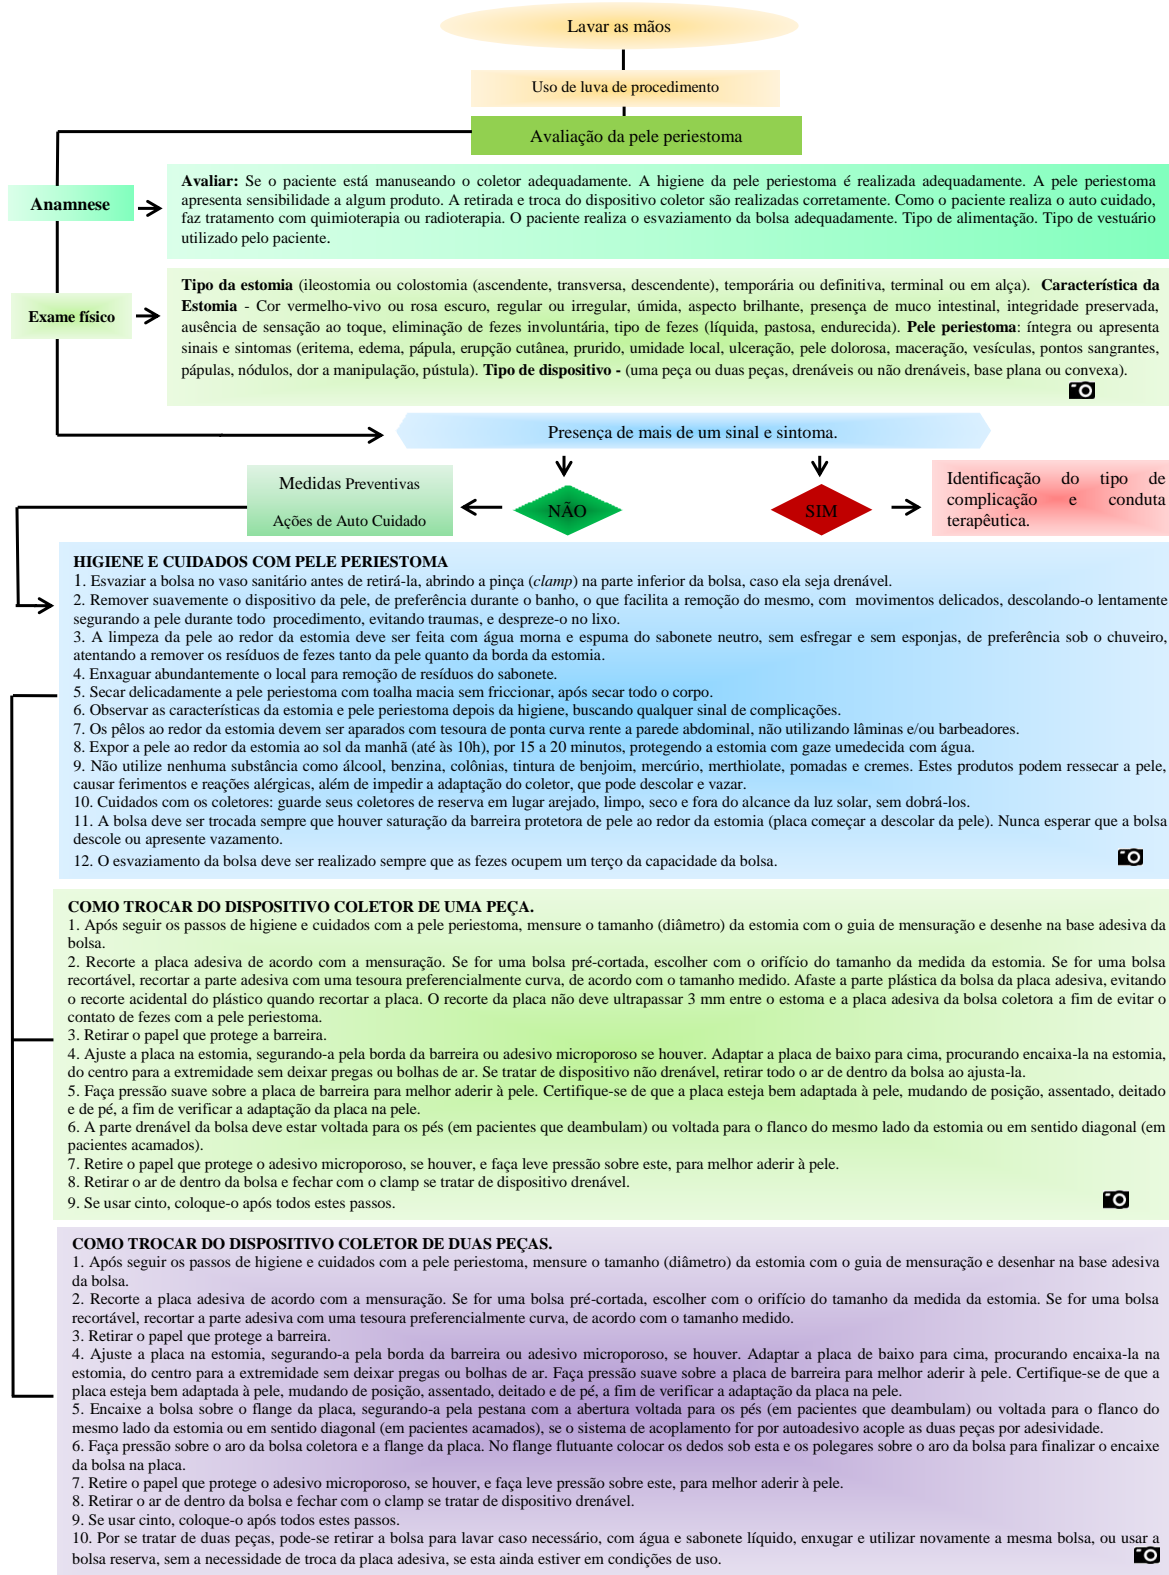 Lavar as mãos
Uso de luva de procedimento
Avaliação da pele periestoma
Anamnese
Avaliar: Se o paciente está manuseando o coletor adequadamente. A higiene da pele periestoma é realizada adequadamente. A pele periestoma
apresenta sensibilidade a algum produto. A retirada e troca do dispositivo coletor são realizadas corretamente. Como o paciente realiza o auto cuidado,
faz tratamento com quimioterapia ou radioterapia. O paciente realiza o esvaziamento da bolsa adequadamente. Tipo de alimentação. Tipo de vestuário
utilizado pelo paciente.
Exame físico
Tipo da estomia (ileostomia ou colostomia (ascendente, transversa, descendente), temporária ou definitiva, terminal ou em alça). Característica da
Estomia - Cor vermelho-vivo ou rosa escuro, regular ou irregular, úmida, aspecto brilhante, presença de muco intestinal, integridade preservada,
ausência de sensação ao toque, eliminação de fezes involuntária, tipo de fezes (líquida, pastosa, endurecida). Pele periestoma: íntegra ou apresenta
sinais e sintomas (eritema, edema, pápula, erupção cutânea, prurido, umidade local, ulceração, pele dolorosa, maceração, vesículas, pontos sangrantes,
pápulas, nódulos, dor a manipulação, pústula). Tipo de dispositivo - (uma peça ou duas peças, drenáveis ou não drenáveis, base plana ou convexa).
Presença de mais de um sinal e sintoma.
Medidas Preventivas
Ações de Auto Cuidado
NÃO
SIM
Identificação do tipo de
complicação e conduta
terapêutica.
HIGIENE E CUIDADOS COM PELE PERIESTOMA
1. Esvaziar a bolsa no vaso sanitário antes de retirá-la, abrindo a pinça (clamp) na parte inferior da bolsa, caso ela seja drenável.
2. Remover suavemente o dispositivo da pele, de preferência durante o banho, o que facilita a remoção do mesmo, com movimentos delicados, descolando-o lentamente
segurando a pele durante todo procedimento, evitando traumas, e despreze-o no lixo.
3. A limpeza da pele ao redor da estomia deve ser feita com água morna e espuma do sabonete neutro, sem esfregar e sem esponjas, de preferência sob o chuveiro,
atentando a remover os resíduos de fezes tanto da pele quanto da borda da estomia.
4. Enxaguar abundantemente o local para remoção de resíduos do sabonete.
5. Secar delicadamente a pele periestoma com toalha macia sem friccionar, após secar todo o corpo.
6. Observar as características da estomia e pele periestoma depois da higiene, buscando qualquer sinal de complicações.
7. Os pêlos ao redor da estomia devem ser aparados com tesoura de ponta curva rente a parede abdominal, não utilizando lâminas e/ou barbeadores.
8. Expor a pele ao redor da estomia ao sol da manhã (até às 10h), por 15 a 20 minutos, protegendo a estomia com gaze umedecida com água.
9. Não utilize nenhuma substância como álcool, benzina, colônias, tintura de benjoim, mercúrio, merthiolate, pomadas e cremes. Estes produtos podem ressecar a pele,
causar ferimentos e reações alérgicas, além de impedir a adaptação do coletor, que pode descolar e vazar.
10. Cuidados com os coletores: guarde seus coletores de reserva em lugar arejado, limpo, seco e fora do alcance da luz solar, sem dobrá-los.
11. A bolsa deve ser trocada sempre que houver saturação da barreira protetora de pele ao redor da estomia (placa começar a descolar da pele). Nunca esperar que a bolsa
descole ou apresente vazamento.
12. O esvaziamento da bolsa deve ser realizado sempre que as fezes ocupem um terço da capacidade da bolsa.
COMO TROCAR DO DISPOSITIVO COLETOR DE UMA PEÇA.
1. Após seguir os passos de higiene e cuidados com a pele periestoma, mensure o tamanho (diâmetro) da estomia com o guia de mensuração e desenhe na base adesiva da
bolsa.
2. Recorte a placa adesiva de acordo com a mensuração. Se for uma bolsa pré-cortada, escolher com o orifício do tamanho da medida da estomia. Se for uma bolsa
recortável, recortar a parte adesiva com uma tesoura preferencialmente curva, de acordo com o tamanho medido. Afaste a parte plástica da bolsa da placa adesiva, evitando
o recorte acidental do plástico quando recortar a placa. O recorte da placa não deve ultrapassar 3 mm entre o estoma e a placa adesiva da bolsa coletora a fim de evitar o
contato de fezes com a pele periestoma.
3. Retirar o papel que protege a barreira.
4. Ajuste a placa na estomia, segurando-a pela borda da barreira ou adesivo microporoso se houver. Adaptar a placa de baixo para cima, procurando encaixa-la na estomia,
do centro para a extremidade sem deixar pregas ou bolhas de ar. Se tratar de dispositivo não drenável, retirar todo o ar de dentro da bolsa ao ajusta-la.
5. Faça pressão suave sobre a placa de barreira para melhor aderir à pele. Certifique-se de que a placa esteja bem adaptada à pele, mudando de posição, assentado, deitado
e de pé, a fim de verificar a adaptação da placa na pele.
6. A parte drenável da bolsa deve estar voltada para os pés (em pacientes que deambulam) ou voltada para o flanco do mesmo lado da estomia ou em sentido diagonal (em
pacientes acamados).
7. Retire o papel que protege o adesivo microporoso, se houver, e faça leve pressão sobre este, para melhor aderir à pele.
8. Retirar o ar de dentro da bolsa e fechar com o clamp se tratar de dispositivo drenável.
9. Se usar cinto, coloque-o após todos estes passos.
COMO TROCAR DO DISPOSITIVO COLETOR DE DUAS PEÇAS.
1. Após seguir os passos de higiene e cuidados com a pele periestoma, mensure o tamanho (diâmetro) da estomia com o guia de mensuração e desenhar na base adesiva
da bolsa.
2. Recorte a placa adesiva de acordo com a mensuração. Se for uma bolsa pré-cortada, escolher com o orifício do tamanho da medida da estomia. Se for uma bolsa
recortável, recortar a parte adesiva com uma tesoura preferencialmente curva, de acordo com o tamanho medido.
3. Retirar o papel que protege a barreira.
4. Ajuste a placa na estomia, segurando-a pela borda da barreira ou adesivo microporoso, se houver. Adaptar a placa de baixo para cima, procurando encaixa-la na
estomia, do centro para a extremidade sem deixar pregas ou bolhas de ar. Faça pressão suave sobre a placa de barreira para melhor aderir à pele. Certifique-se de que a
placa esteja bem adaptada à pele, mudando de posição, assentado, deitado e de pé, a fim de verificar a adaptação da placa na pele.
5. Encaixe a bolsa sobre o flange da placa, segurando-a pela pestana com a abertura voltada para os pés (em pacientes que deambulam) ou voltada para o flanco do
mesmo lado da estomia ou em sentido diagonal (em pacientes acamados), se o sistema de acoplamento for por autoadesivo acople as duas peças por adesividade.
6. Faça pressão sobre o aro da bolsa coletora e a flange da placa. No flange flutuante colocar os dedos sob esta e os polegares sobre o aro da bolsa para finalizar o encaixe
da bolsa na placa.
7. Retire o papel que protege o adesivo microporoso, se houver, e faça leve pressão sobre este, para melhor aderir à pele.
8. Retirar o ar de dentro da bolsa e fechar com o clamp se tratar de dispositivo drenável.
9. Se usar cinto, coloque-o após todos estes passos.
10. Por se tratar de duas peças, pode-se retirar a bolsa para lavar caso necessário, com água e sabonete líquido, enxugar e utilizar novamente a mesma bolsa, ou usar a
bolsa reserva, sem a necessidade de troca da placa adesiva, se esta ainda estiver em condições de uso.